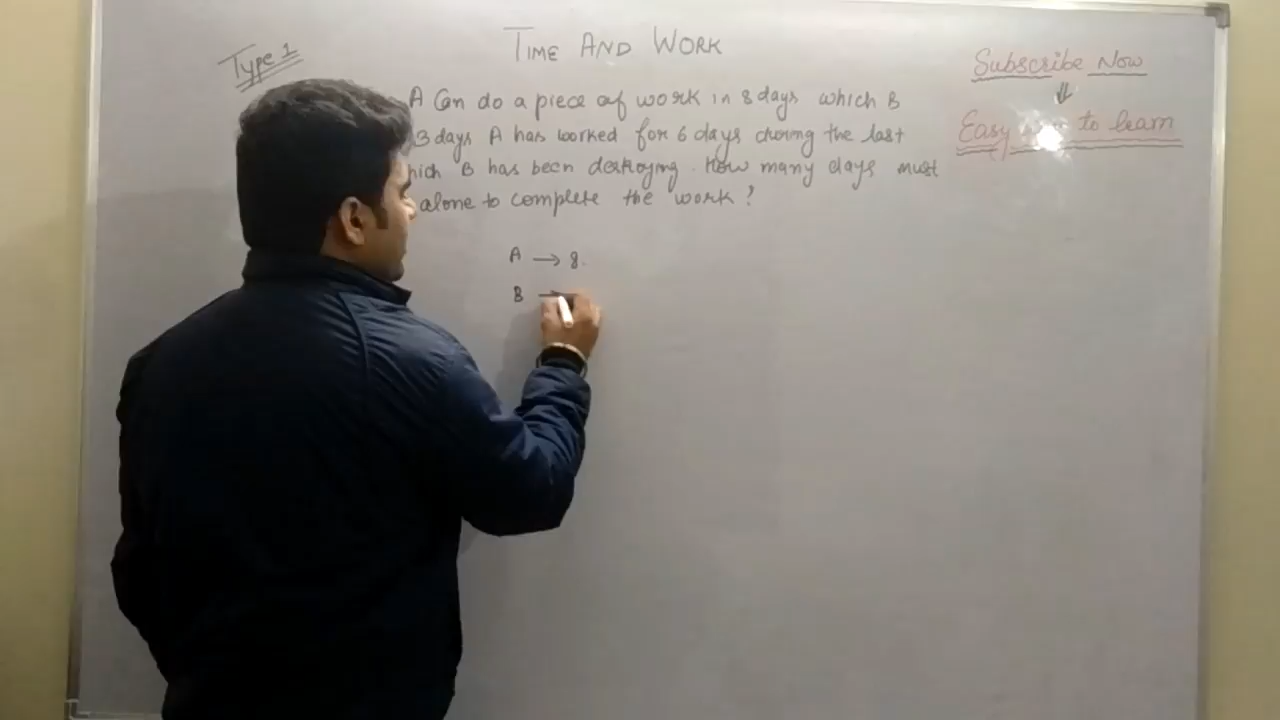 Type 1
TIME AND WORK
Subscribe Now
⇓
Easy to learn
A Can do a piece of work in 8 days which B
3 days A has worked for 6 days during the last
B has been destroying. How many days must
alone to complete the work?
A → 8.
B →